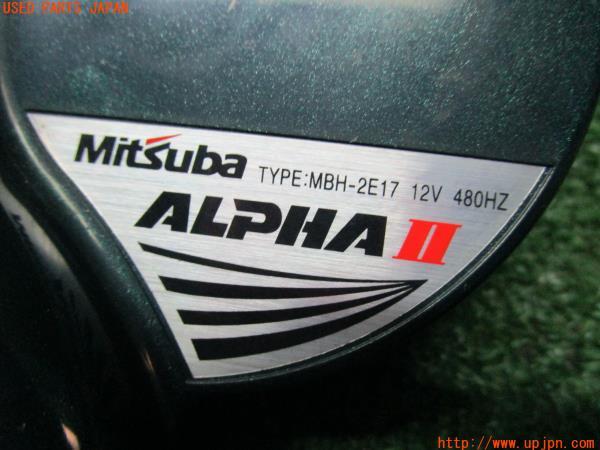 USED PARTS JAPAN
Mitsuba TYPE:MBH-2E17 12V 480HZ
ALPHA II
http://www.upjpn.com/